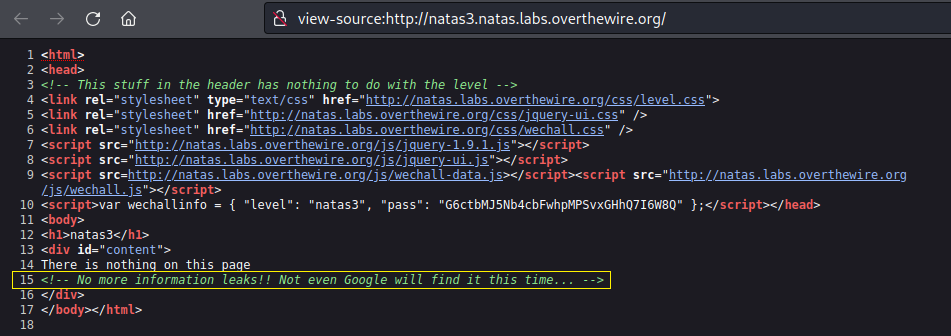 view-source:http://natas3.natas.labs.overthewire.org/
1 <html>
2 <head>
3 <!-- This stuff in the header has nothing to do with the level -->
4 <link rel="stylesheet" type="text/css" href="http://natas.labs.overthewire.org/css/level.css">
5 <link rel="stylesheet" href="http://natas.labs.overthewire.org/css/jquery-ui.css" />
6 <link rel="stylesheet" href="http://natas.labs.overthewire.org/css/wechall.css" />
7 <script src="http://natas.labs.overthewire.org/js/jquery-1.9.1.js"></script>
8 <script src="http://natas.labs.overthewire.org/js/jquery-ui.js"></script>
9 <script src=http://natas.labs.overthewire.org/js/wechall-data.js></script><script src="http://natas.labs.overthewire.org
/js/wechall.js"></script>
10 <script>var wechallinfo = { "level": "natas3", "pass": "G6ctbMJ5Nb4cbFwhpMPSvxGHhQ7I6W8Q" };</script></head>
11 <body>
12 <h1>natas3</h1>
13 <div id="content">
14 There is nothing on this page
15 <!-- No more information leaks!! Not even Google will find it this time... -->
16 </div>
17 </body></html>
18